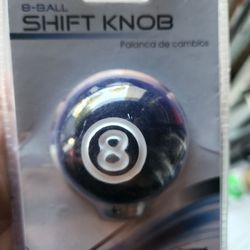 8-BALL
SHIFT KNOB
Palanca de cambios
8